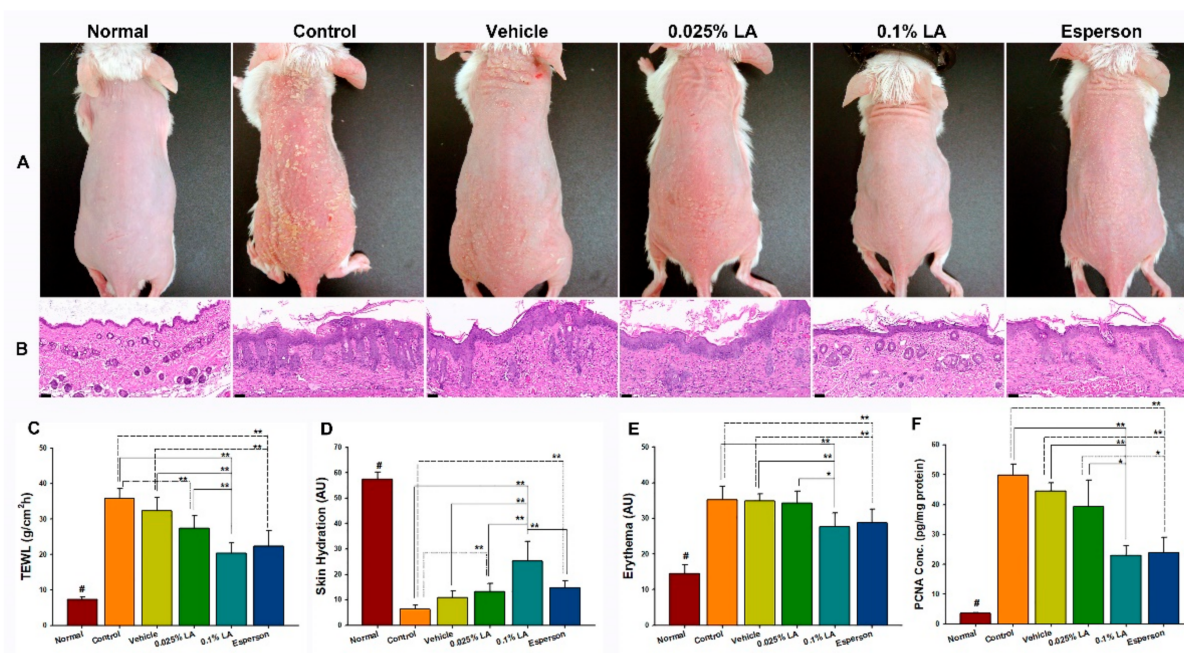 Normal Control Vehicle 0.025% LA 0.1% LA Esperson
A
B
C
TEWL (g/cm²h)
50
40
30
20
10
0
** ** ** ** ** **
#
Normal Control Vehicle 0.025% LA 0.1% LA Esperson
D
Skin Hydration (AU)
70
60
50
40
30
20
10
0
#
** ** ** ** ** **
Normal Control Vehicle 0.025% LA 0.1% LA Esperson
E
Erythema (AU)
50
40
30
20
10
0
** ** ** ** *
#
Normal Control Vehicle 0.025% LA 0.1% LA Esperson
F
PCNA Conc. (pg/mg protein)
60
50
40
30
20
10
0
** ** ** ** * *
#
Normal Control Vehicle 0.025% LA 0.1% LA Esperson